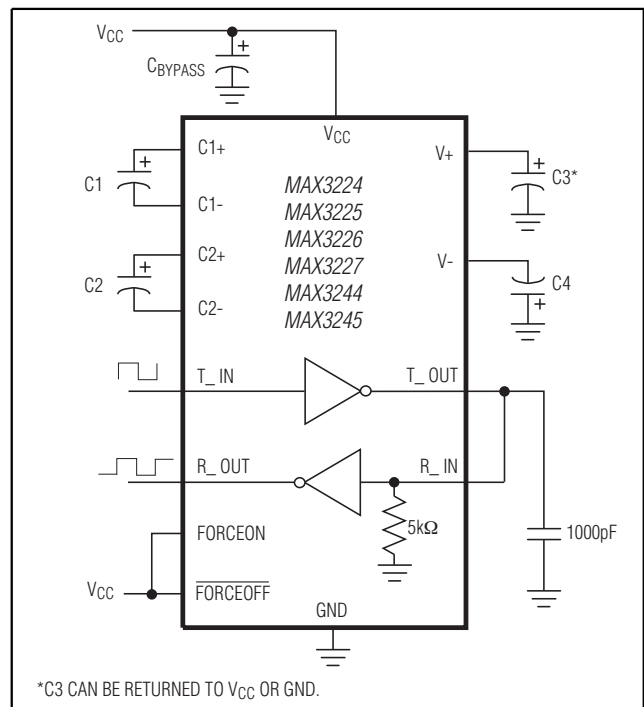 VCC
CBYPASS
VCC
C1+
V+
C1
C3*
C1-
MAX3224
MAX3225
C2+
MAX3226
C2
MAX3227
V-
C4
C2-
MAX3244
MAX3245
T_ IN
T_ OUT
R_ OUT
R_ IN
5kΩ
1000pF
FORCEON
VCC
FORCEOFF
GND
*C3 CAN BE RETURNED TO VCC OR GND.